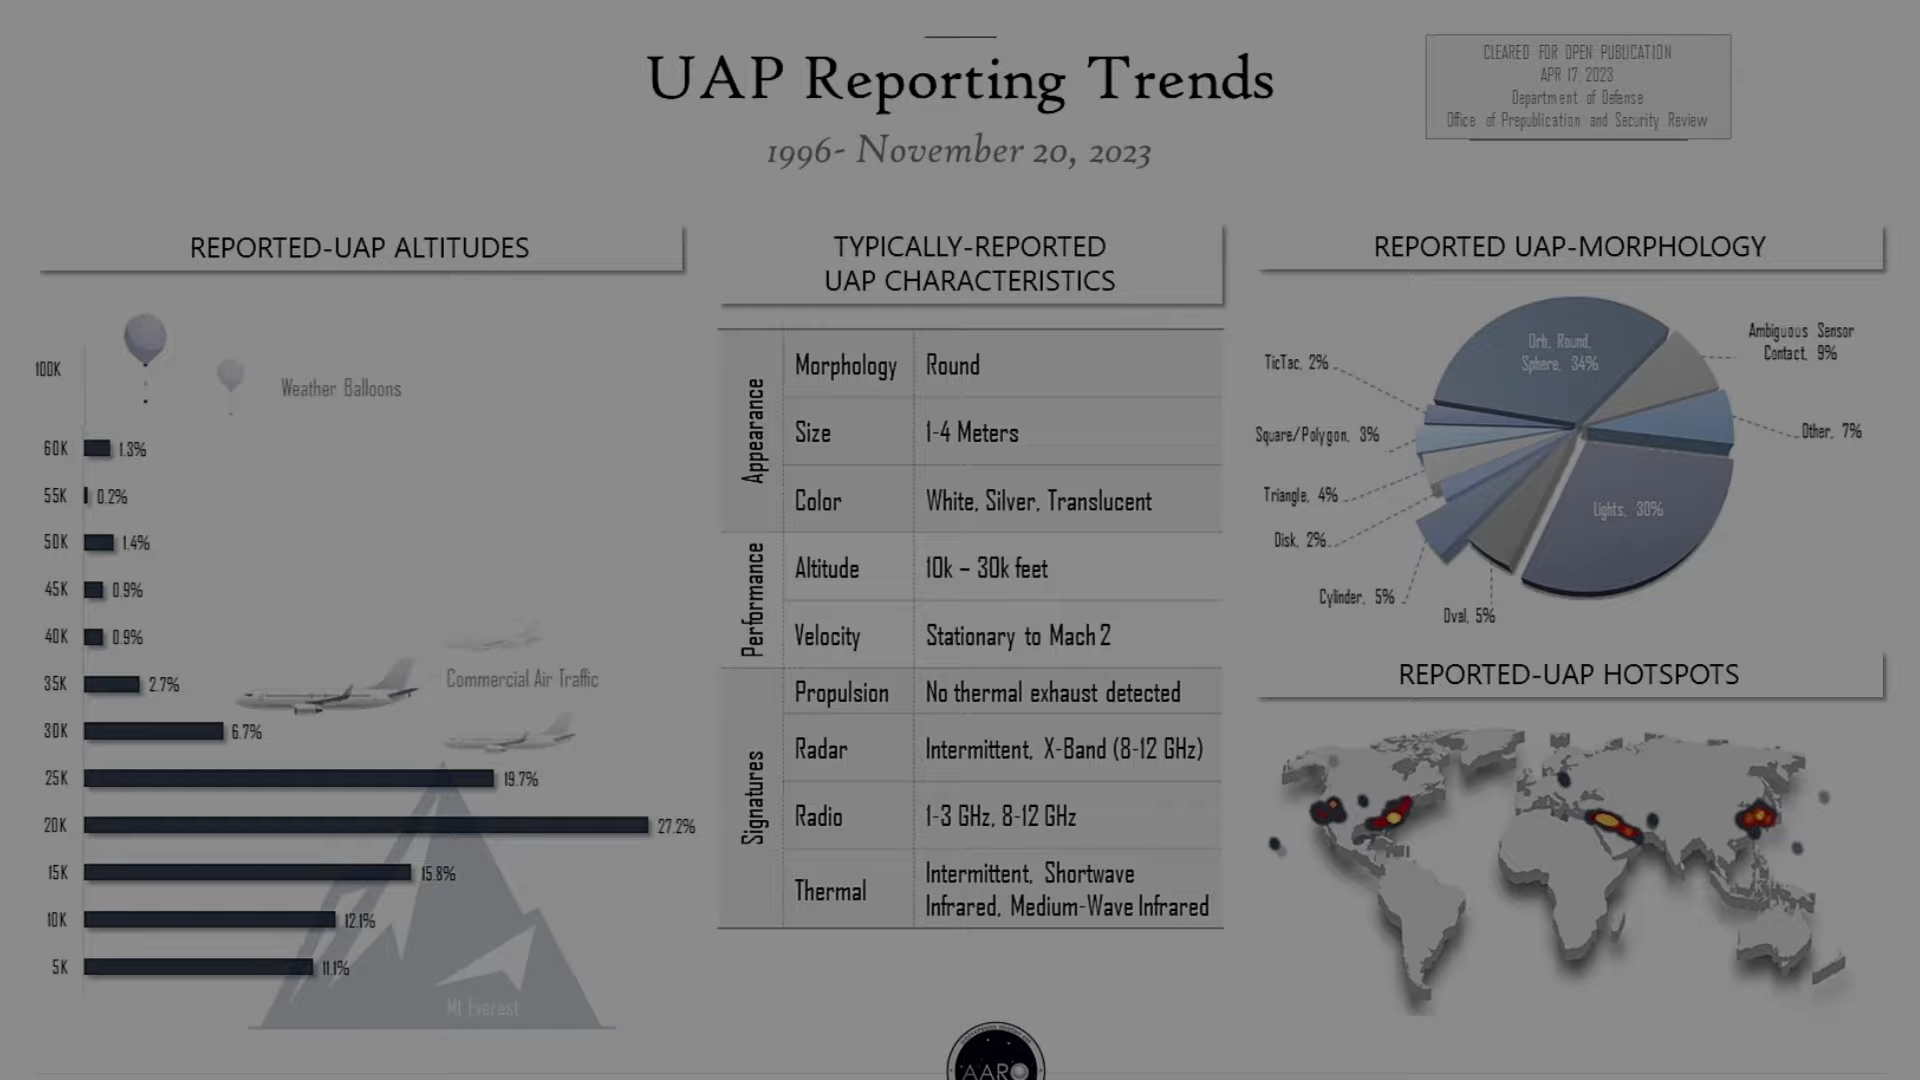 UAP Reporting Trends
1996- November 20, 2023
CLEARED FOR OPEN PUBLICATION
APR 17, 2023
Department of Defense
Office of Prepublication and Security Review
REPORTED-UAP ALTITUDES
100K
Weather Balloons
60K 1.3%
55K 0.2%
50K 1.4%
45K 0.9%
40K 0.9%
35K 2.7%
Commercial Air Traffic
30K 6.7%
25K 19.7%
20K 27.2%
15K 15.8%
10K 12.1%
5K 11.1%
Mt Everest
TYPICALLY-REPORTED
UAP CHARACTERISTICS
Appearance
Morphology Round
Size 1-4 Meters
Color White, Silver, Translucent
Performance
Altitude 10k – 30k feet
Velocity Stationary to Mach 2
Signatures
Propulsion No thermal exhaust detected
Radar Intermittent, X-Band (8-12 GHz)
Radio 1-3 GHz, 8-12 GHz
Thermal Intermittent, Shortwave
Infrared, Medium-Wave Infrared
REPORTED UAP-MORPHOLOGY
Orb, Round,
Sphere, 34%
Ambiguous Sensor
Contact, 9%
Other, 7%
Lights, 30%
Oval, 5%
Cylinder, 5%
Disk, 2%
Triangle, 4%
Square/Polygon, 3%
TicTac, 2%
REPORTED-UAP HOTSPOTS
AARO